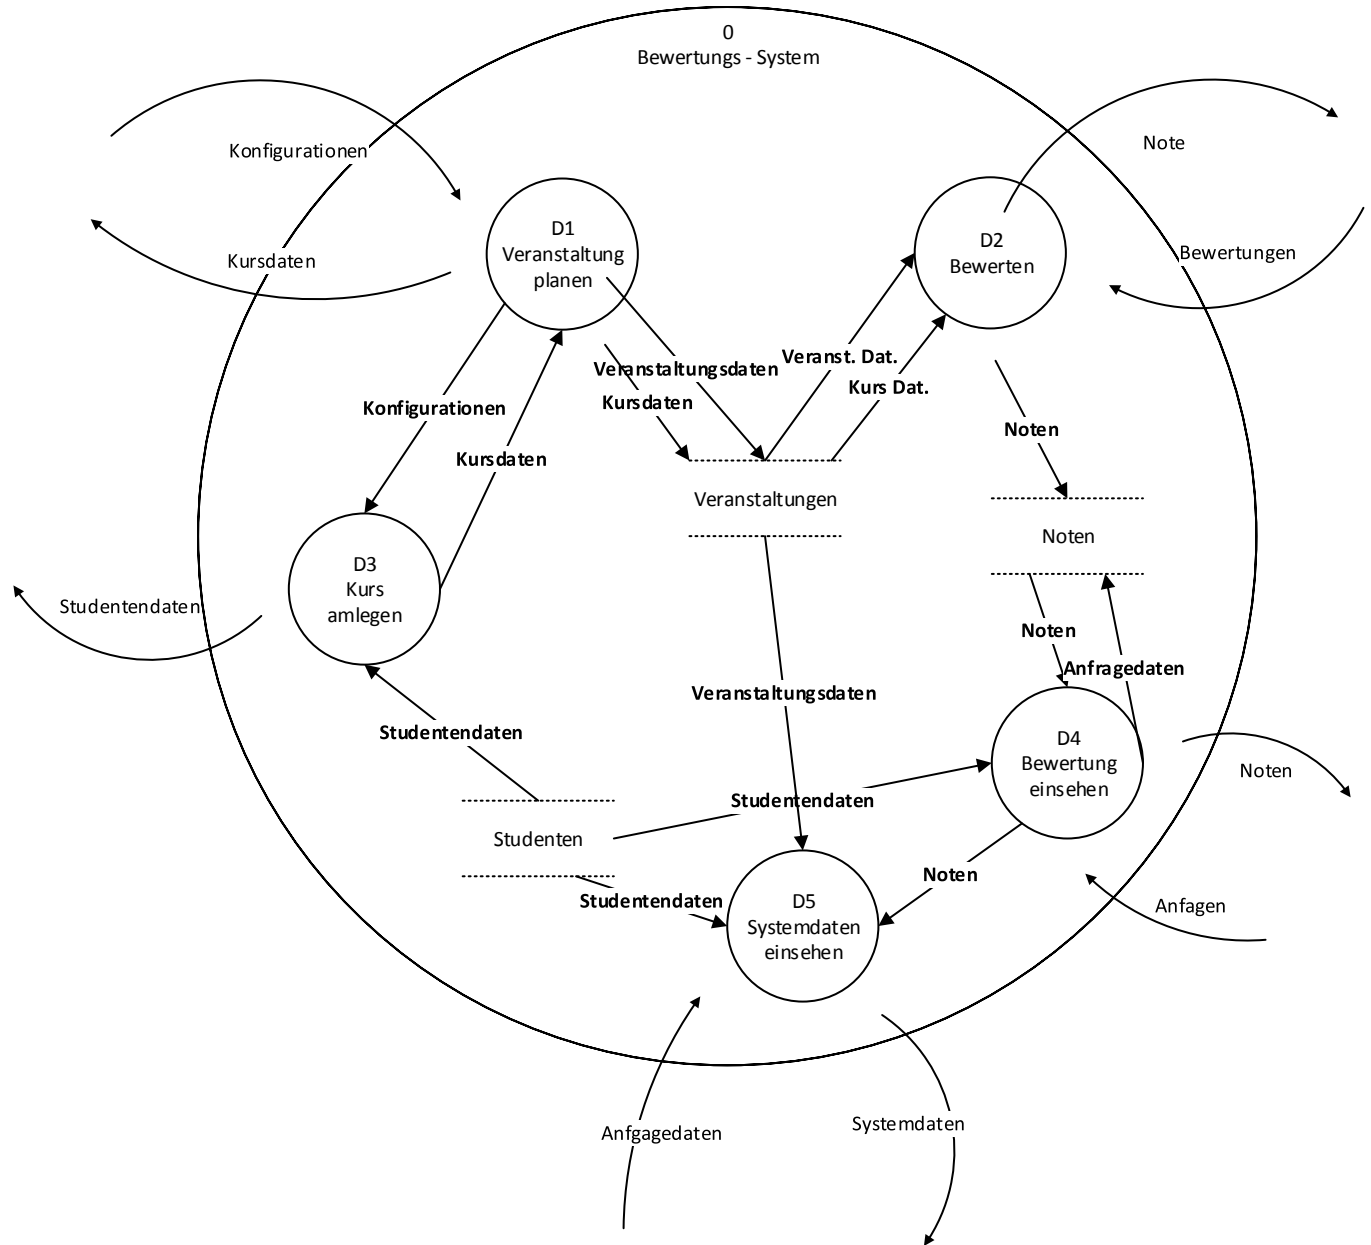 0
Bewertungs - System
Konfigurationen
Note
D1
Veranstaltung
planen
D2
Bewerten
Kursdaten
Bewertungen
Veranst. Dat.
Veranstaltungsdaten
Kurs Dat.
Kursdaten
Konfigurationen
Noten
Kursdaten
Veranstaltungen
Noten
D3
Kurs
amlegen
Studentendaten
Noten
Anfragedaten
Veranstaltungsdaten
Studentendaten
D4
Bewertung
einsehen
Noten
Studentendaten
Studenten
Noten
Studentendaten
D5
Systemdaten
einsehen
Anfagen
Anfgagedaten
Systemdaten